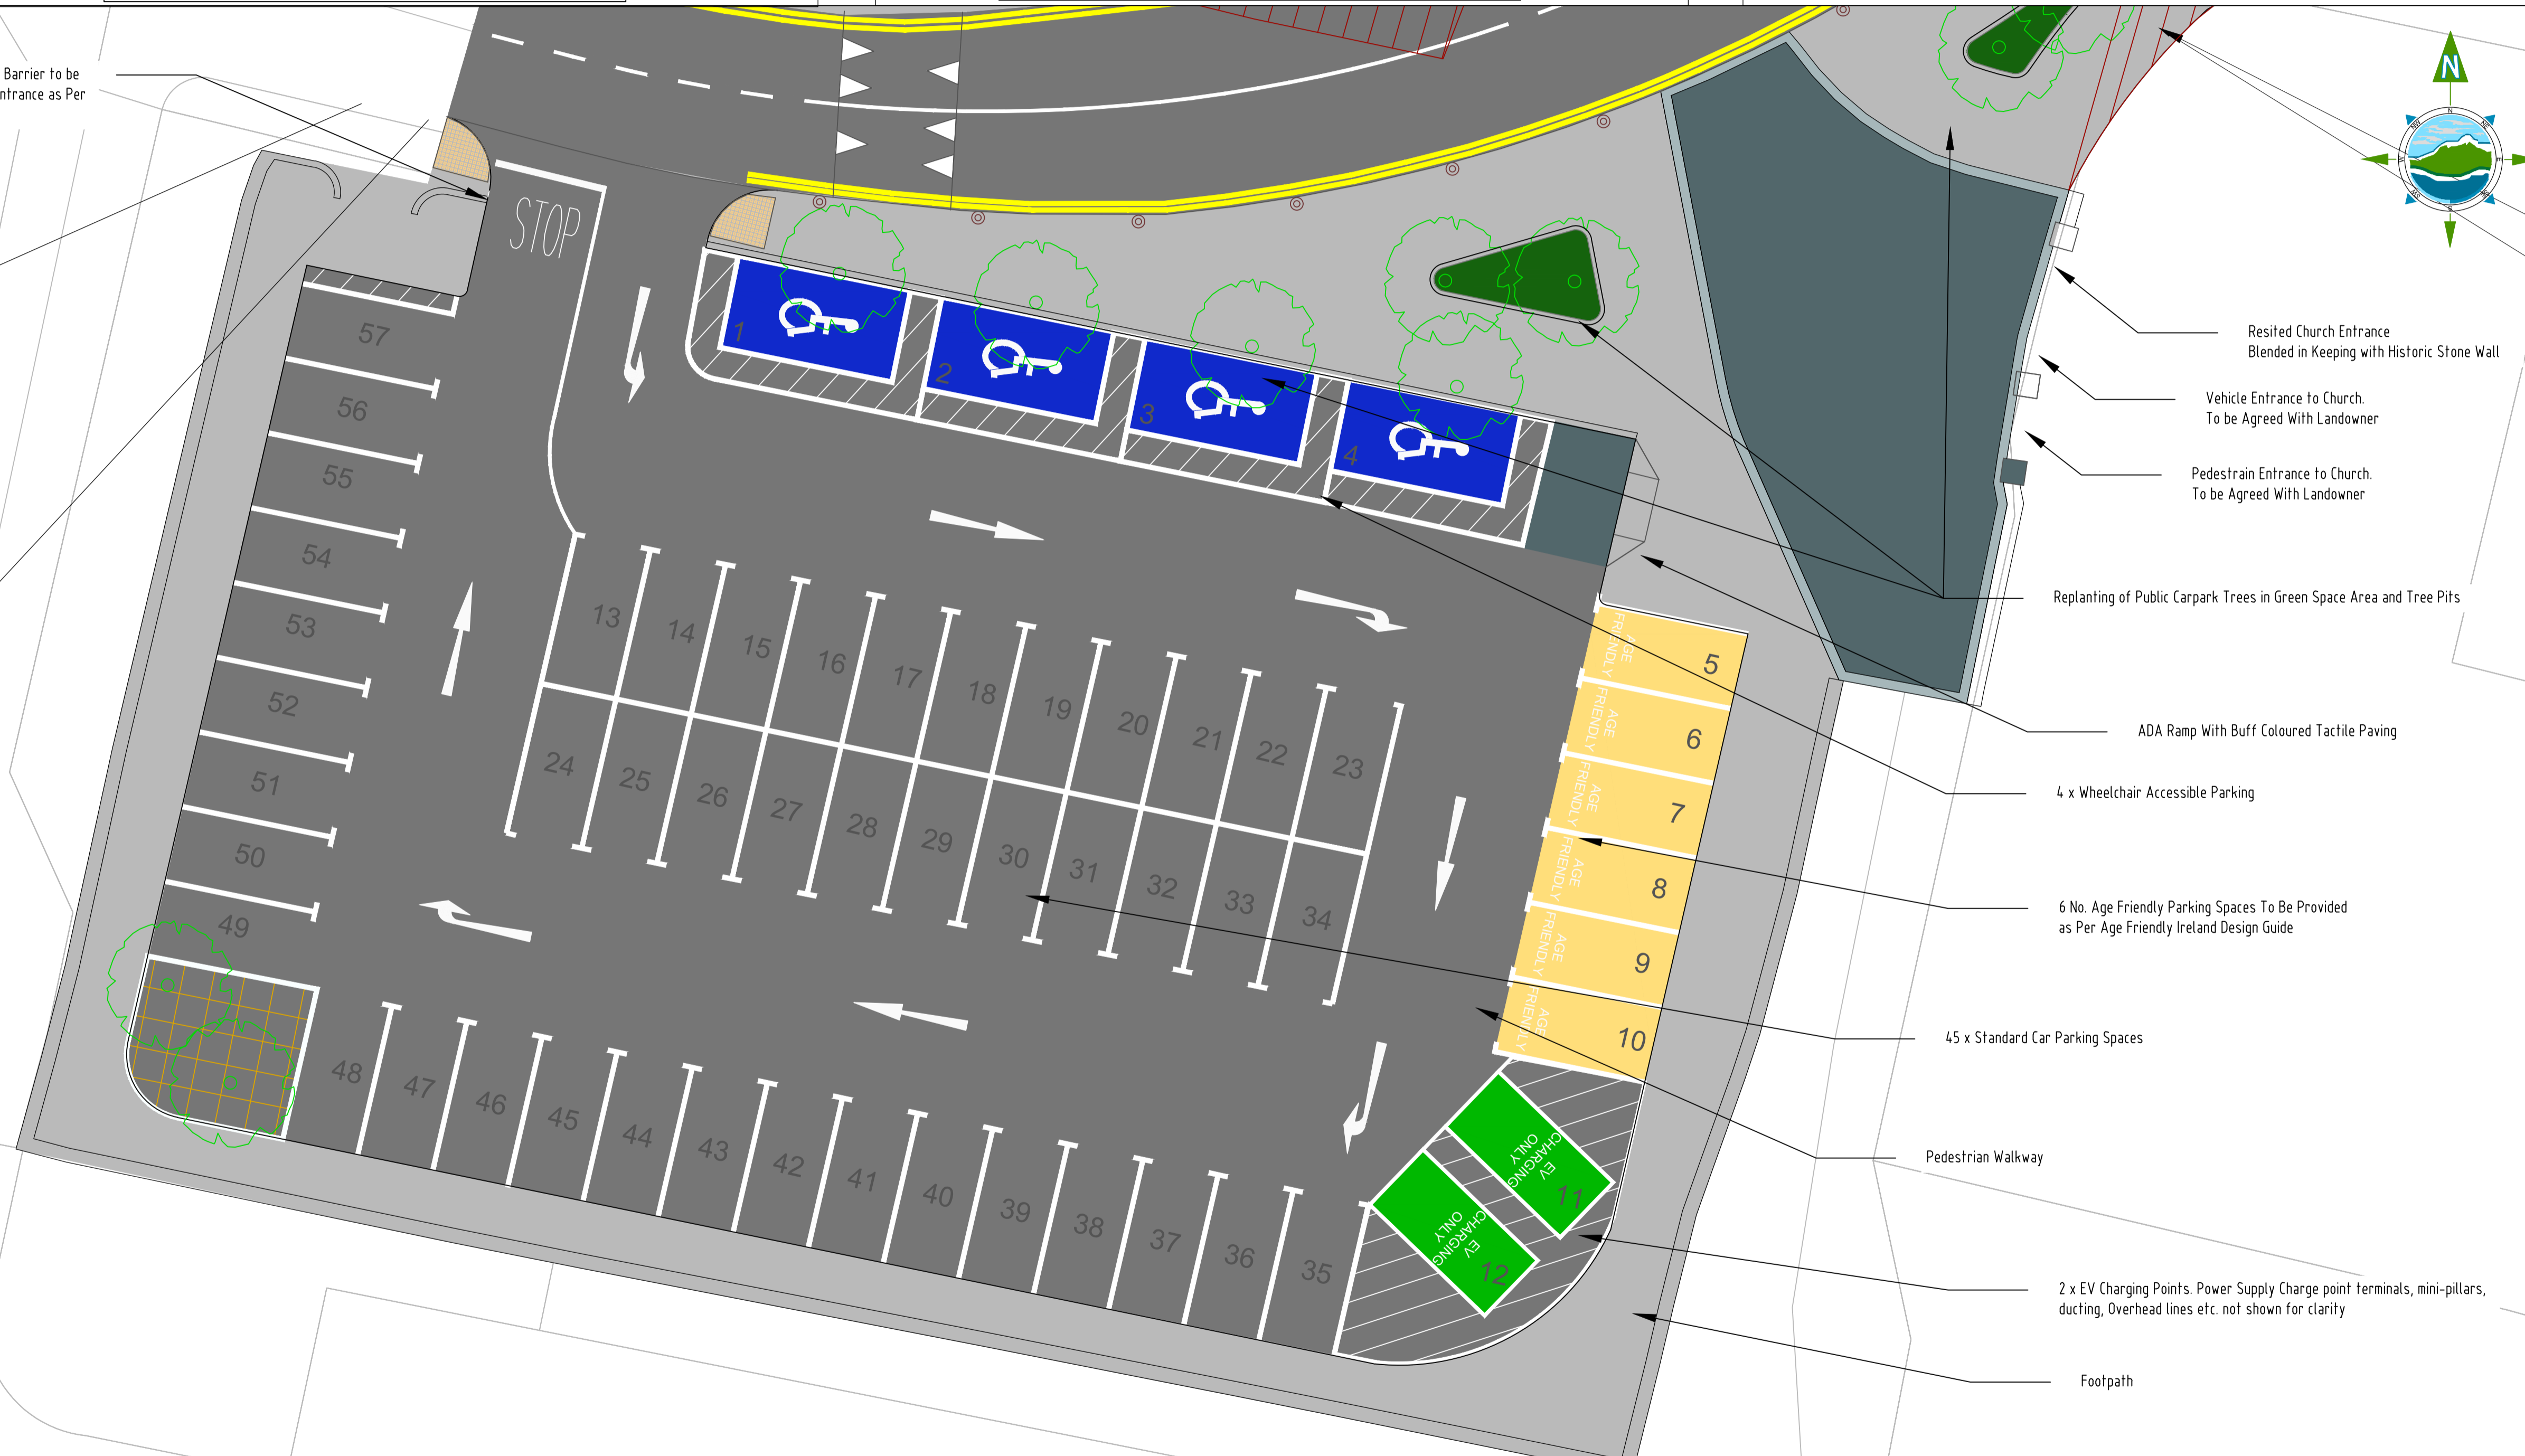 Barrier to be
ntrance as Per
STOP
N
N
NE
E
SE
S
SW
W
NW
Resited Church Entrance
Blended in Keeping with Historic Stone Wall
Vehicle Entrance to Church.
To be Agreed With Landowner
Pedestrain Entrance to Church.
To be Agreed With Landowner
Replanting of Public Carpark Trees in Green Space Area and Tree Pits
ADA Ramp With Buff Coloured Tactile Paving
4 x Wheelchair Accessible Parking
6 No. Age Friendly Parking Spaces To Be Provided
as Per Age Friendly Ireland Design Guide
45 x Standard Car Parking Spaces
Pedestrian Walkway
2 x EV Charging Points. Power Supply Charge point terminals, mini-pillars,
ducting, Overhead lines etc. not shown for clarity
Footpath
1
2
3
4
AGE
FRIENDLY
5
AGE
FRIENDLY
6
AGE
FRIENDLY
7
AGE
FRIENDLY
8
AGE
FRIENDLY
9
AGE
FRIENDLY
10
EV
CHARGING
ONLY
11
EV
CHARGING
ONLY
12
13
14
15
16
17
18
19
20
21
22
23
24
25
26
27
28
29
30
31
32
33
34
35
36
37
38
39
40
41
42
43
44
45
46
47
48
49
50
51
52
53
54
55
56
57